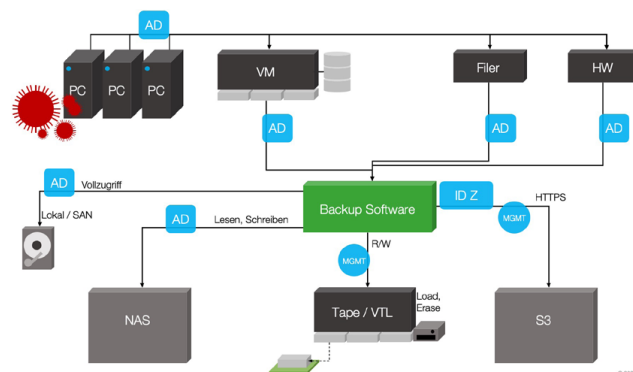 AD
PC
PC
PC
VM
Filer
HW
AD
AD
AD
AD
Vollzugriff
Lokal / SAN
AD
Lesen, Schreiben
Backup Software
ID Z
HTTPS
MGMT
R/W
MGMT
NAS
Tape / VTL
Load,
Erase
S3